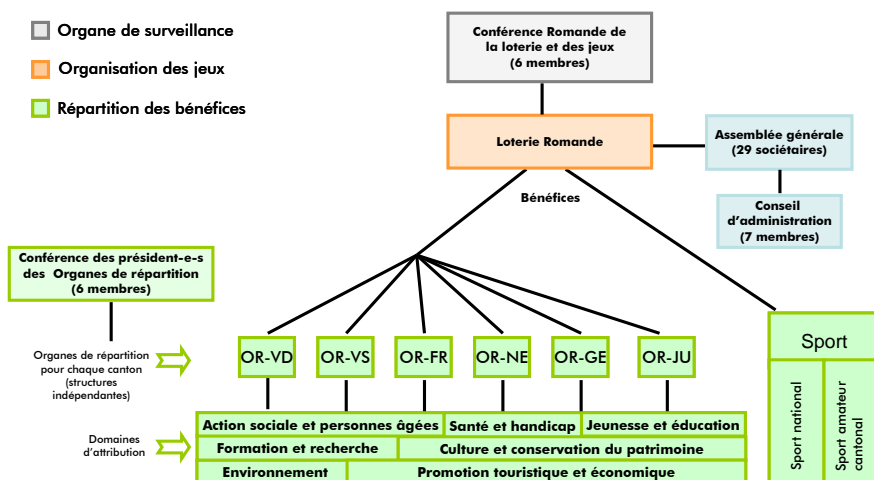 Organe de surveillance
Organisation des jeux
Répartition des bénéfices
Conférence Romande de
la loterie et des jeux
(6 membres)
Loterie Romande
Assemblée générale
(29 sociétaires)
Conseil
d'administration
(7 membres)
Bénéfices
Conférence des président-e-s
des Organes de répartition
(6 membres)
Organes de répartition
pour chaque canton
(structures
indépendantes)
OR-VD
OR-VS
OR-FR
OR-NE
OR-GE
OR-JU
Sport
Sport national
Sport amateur
cantonal
Domaines
d'attribution
Action sociale et personnes âgées
Santé et handicap
Jeunesse et éducation
Formation et recherche
Culture et conservation du patrimoine
Environnement
Promotion touristique et économique